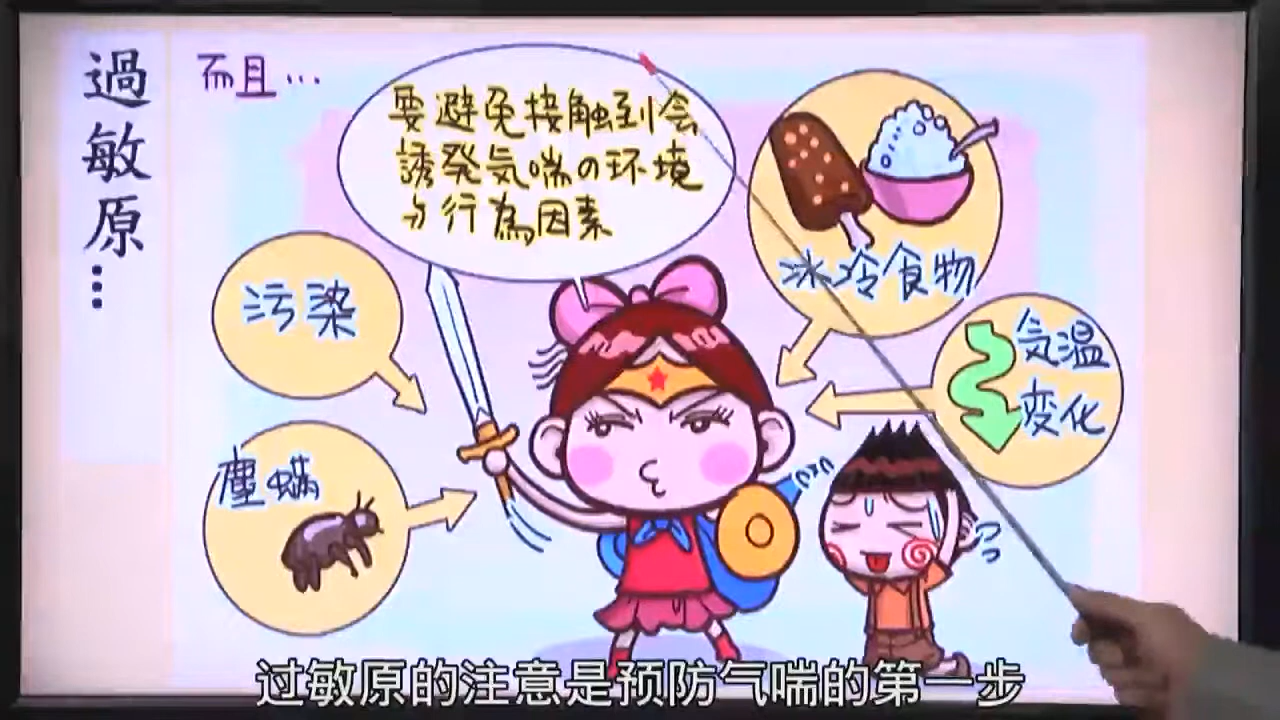 過敏原…
而且…
要避免接触到会
誘発気喘の环境
与行為因素
冰冷食物
污染
気温
变化
塵螨
过敏原的注意是预防气喘的第一步